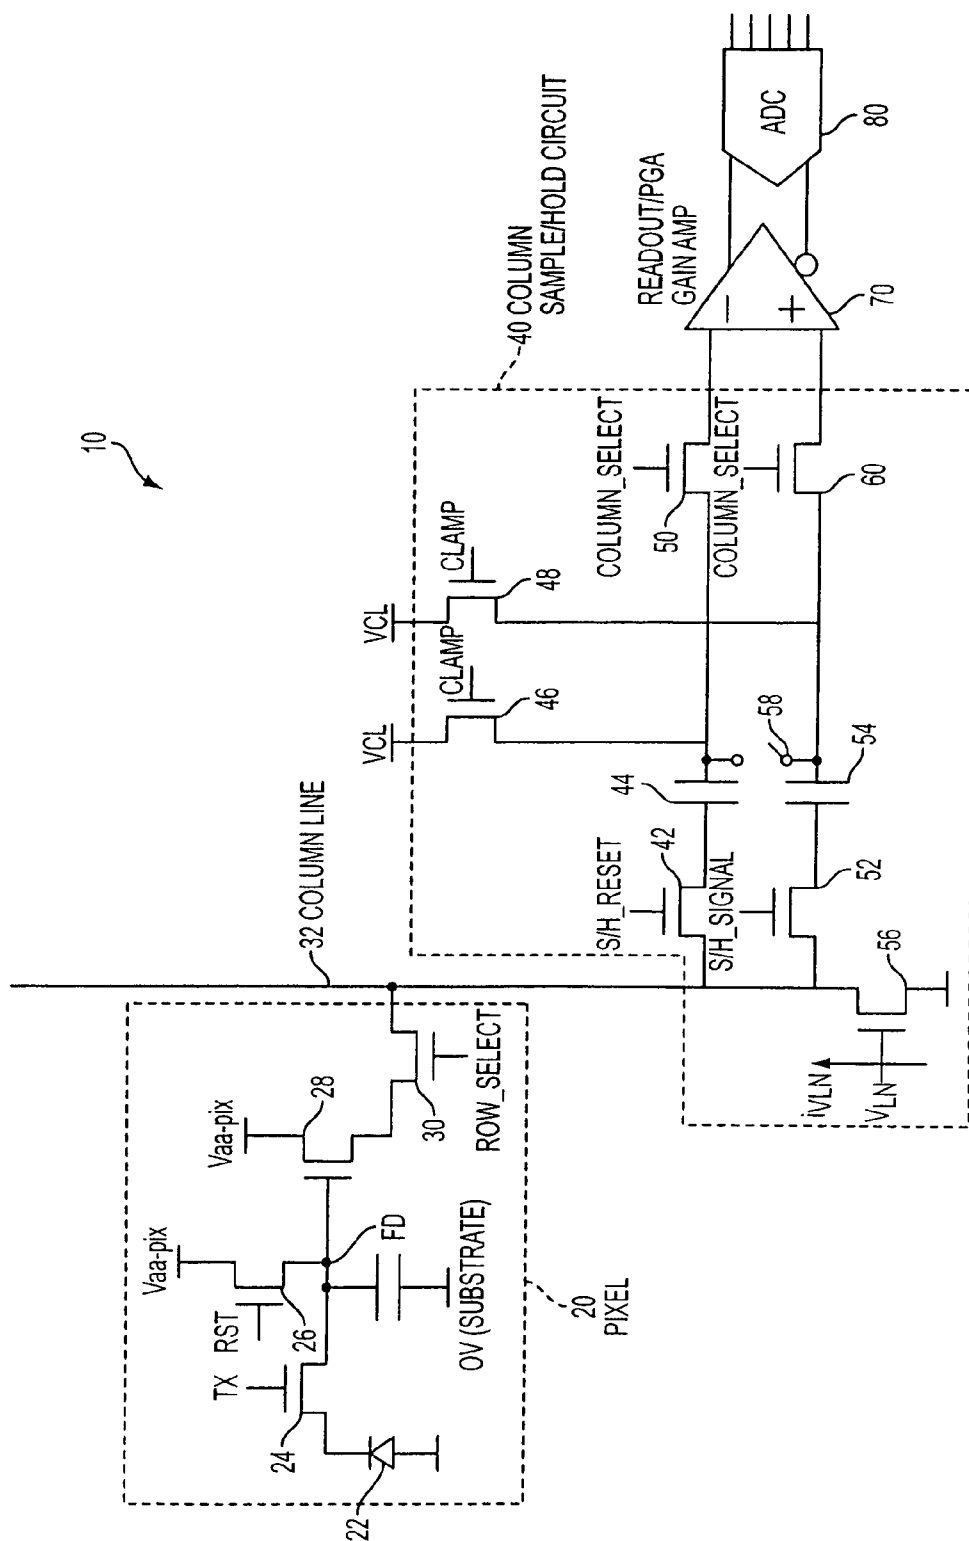 10
32 COLUMN LINE
40 COLUMN
SAMPLE/HOLD CIRCUIT
Vaa-pix
Vaa-pix
28
TX
RST
26
24
22
FD
0V (SUBSTRATE)
30
ROW_SELECT
20
PIXEL
VCL
VCL
CLAMP
CLAMP
46
48
S/H_RESET
42
44
S/H_SIGNAL
52
54
58
56
iVLN
VLN
COLUMN_SELECT
50
COLUMN_SELECT
60
READOUT/PGA
GAIN AMP
−
+
70
ADC
80